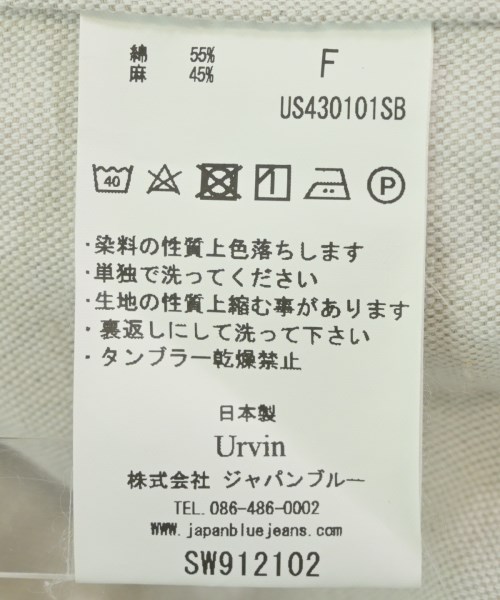 綿 55%
麻 45%
F
US430101SB
40
P
・染料の性質上色落ちします
・単独で洗ってください
・生地の性質上縮む事があります
・裏返しにして洗って下さい
・タンブラー乾燥禁止
日本製
Urvin
株式会社 ジャパンブルー
TEL. 086-486-0002
www.japanbluejeans.com
SW912102